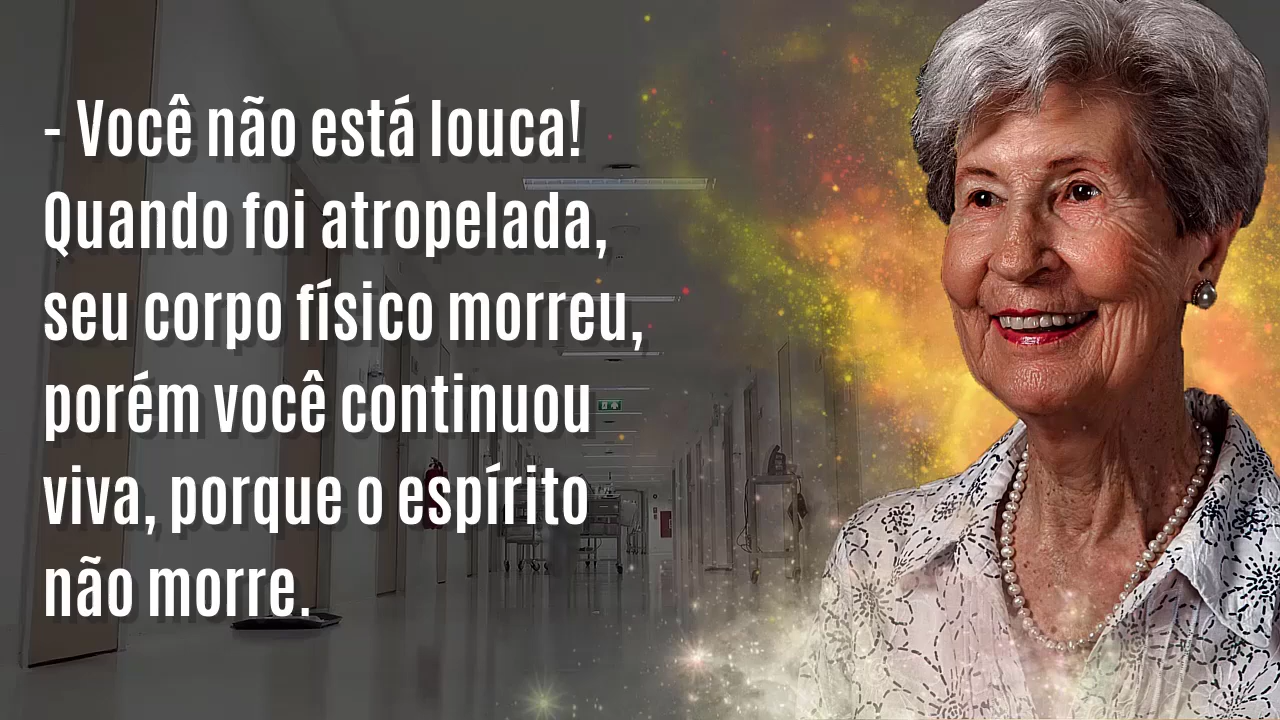 - Você não está louca!
Quando foi atropelada,
seu corpo físico morreu,
porém você continuou
viva, porque o espírito
não morre.